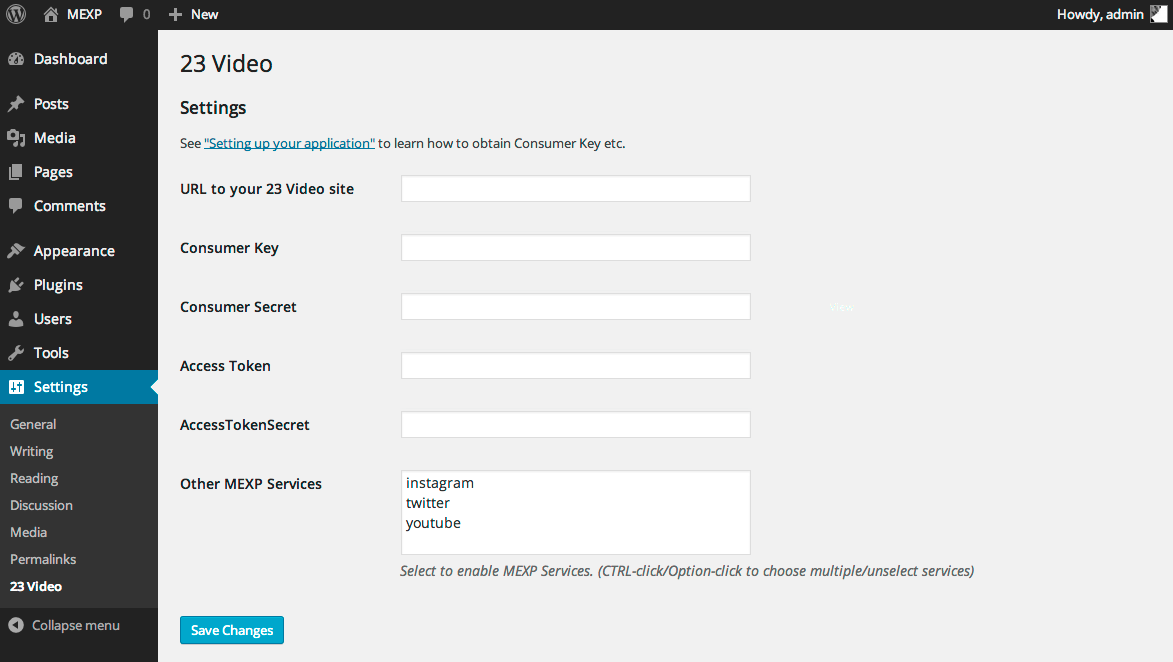 MEXP 0 New Howdy, admin
Dashboard
Posts
Media
Pages
Comments
Appearance
Plugins
Users
Tools
Settings
General
Writing
Reading
Discussion
Media
Permalinks
23 Video
Collapse menu
23 Video
Settings
See "Setting up your application" to learn how to obtain Consumer Key etc.
URL to your 23 Video site
Consumer Key
Consumer Secret
view
Access Token
AccessTokenSecret
Other MEXP Services
instagram
twitter
youtube
Select to enable MEXP Services. (CTRL-click/Option-click to choose multiple/unselect services)
Save Changes